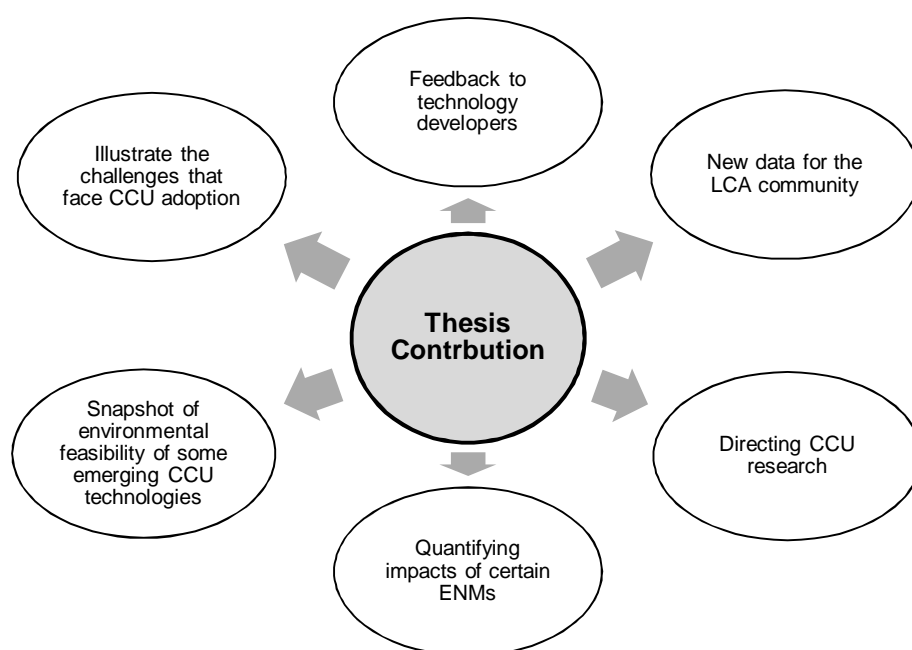 Feedback to
technology
developers
Illustrate the
challenges that
face CCU adoption
New data for the
LCA community
Thesis
Contrbution
Snapshot of
environmental
feasibility of some
emerging CCU
technologies
Directing CCU
research
Quantifying
impacts of certain
ENMs